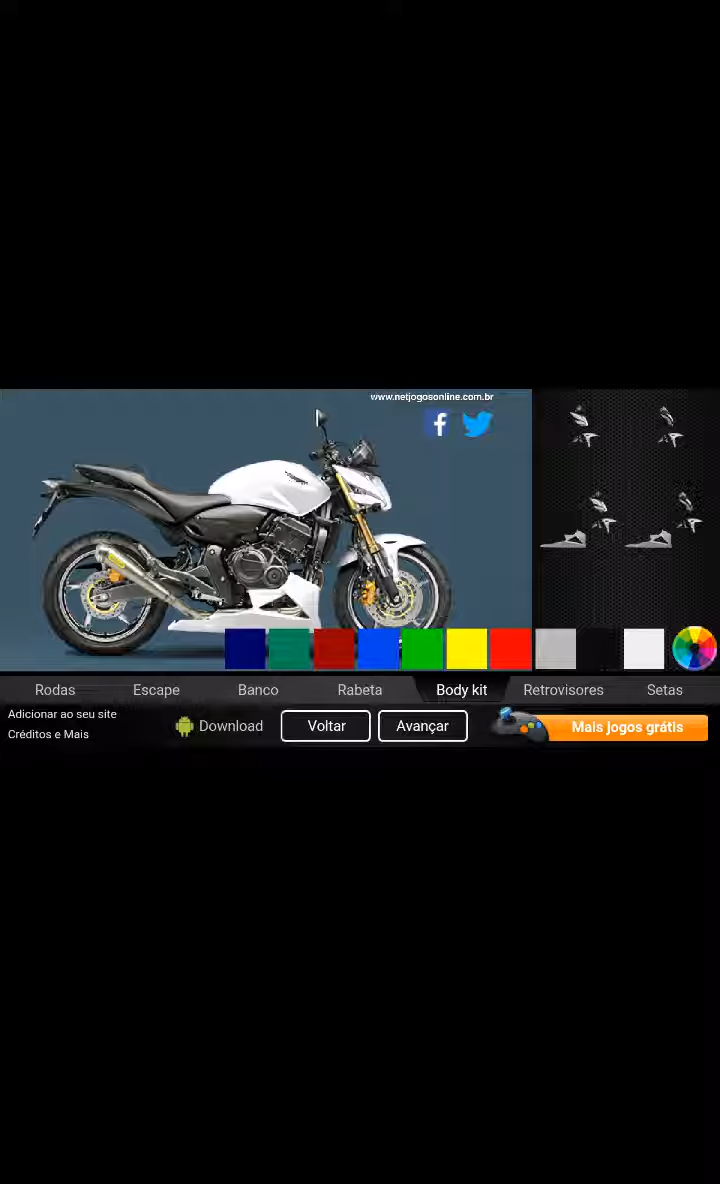 www.netjogosonline.com.br
Rodas
Escape
Banco
Rabeta
Body kit
Retrovisores
Setas
Adicionar ao seu site
Créditos e Mais
Download
Voltar
Avançar
Mais jogos grátis